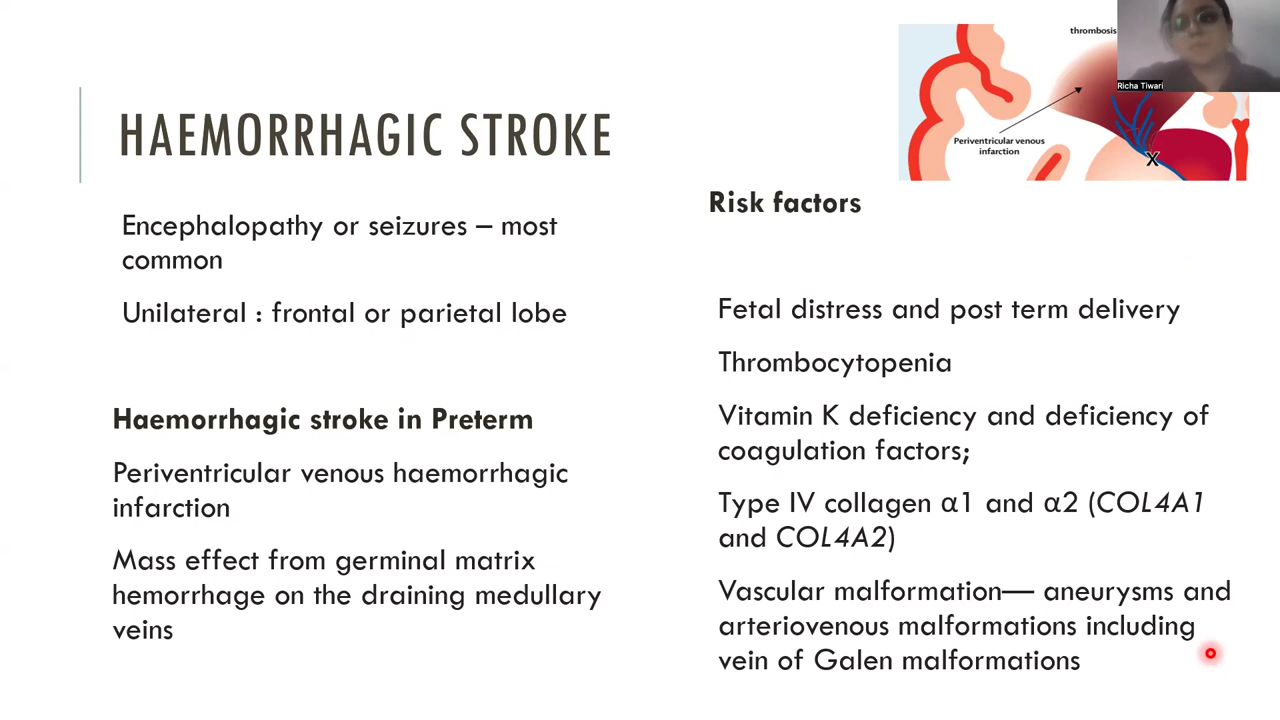 thrombosis
Richa Tiwari
Periventricular venous
infarction
X
HAEMORRHAGIC STROKE
Encephalopathy or seizures – most
common
Unilateral : frontal or parietal lobe
Haemorrhagic stroke in Preterm
Periventricular venous haemorrhagic
infarction
Mass effect from germinal matrix
hemorrhage on the draining medullary
veins
Risk factors
Fetal distress and post term delivery
Thrombocytopenia
Vitamin K deficiency and deficiency of
coagulation factors;
Type IV collagen α1 and α2 (COL4A1
and COL4A2)
Vascular malformation— aneurysms and
arteriovenous malformations including
vein of Galen malformations